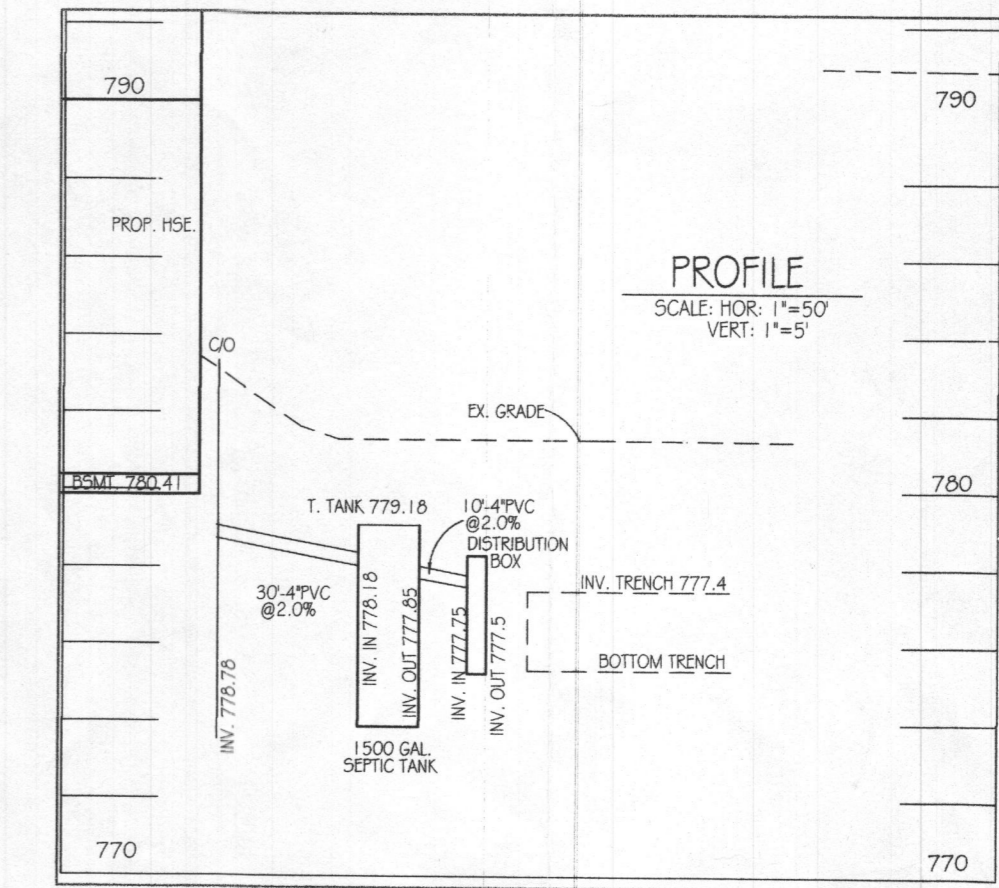 790
790
PROP. HSE.
PROFILE
SCALE: HOR: 1"=50'
VERT: 1"=5'
C/O
EX. GRADE
BSMT. 780.41
780
T. TANK 779.18
10'-4"PVC
@2.0%
DISTRIBUTION
BOX
30'-4"PVC
@2.0%
INV. 778.78
INV. IN 778.18
INV. OUT 777.85
INV. IN 777.75
INV. OUT 777.5
INV. TRENCH 777.4
BOTTOM TRENCH
1500 GAL.
SEPTIC TANK
770
770